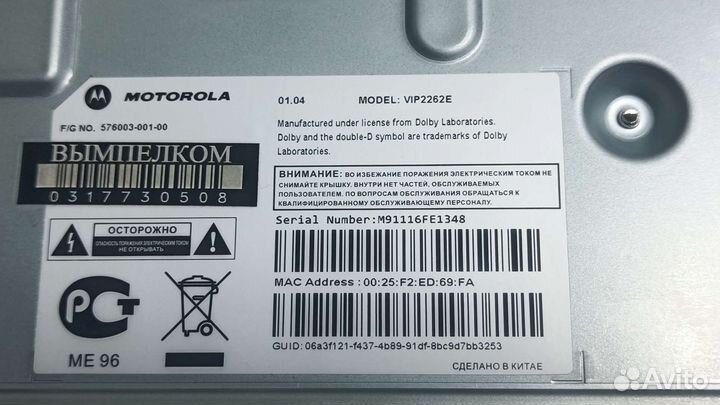 MOTOROLA
01.04 MODEL: VIP2262E
F/G NO. 576003-001-00
Manufactured under license from Dolby Laboratories.
Dolby and the double-D symbol are trademarks of Dolby
Laboratories.
ВЫМПЕЛКОМ
0317730508
ВНИМАНИЕ: ВО ИЗБЕЖАНИЕ ПОРАЖЕНИЯ ЭЛЕКТРИЧЕСКИМ ТОКОМ НЕ
СНИМАЙТЕ КРЫШКУ. ВНУТРИ НЕТ ЧАСТЕЙ, ОБСЛУЖИВАЕМЫХ
ПОЛЬЗОВАТЕЛЕМ. ПО ВОПРОСАМ ОБСЛУЖИВАНИЯ ОБРАЩАТЬСЯ К
КВАЛИФИЦИРОВАННОМУ ОБСЛУЖИВАЮЩЕМУ ПЕРСОНАЛУ.
ОСТОРОЖНО
ОПАСНОСТЬ ПОРАЖЕНИЯ ЭЛЕКТРИЧЕСКИМ ТОКОМ
НЕ ОТКРЫВАТЬ
Serial Number:M91116FE1348
MAC Address : 00:25:F2:ED:69:FA
GUID: 06a3f121-f437-4b89-91df-8bc9d7bb3253
РСТ
ME 96
СДЕЛАНО В КИТАЕ
Avito